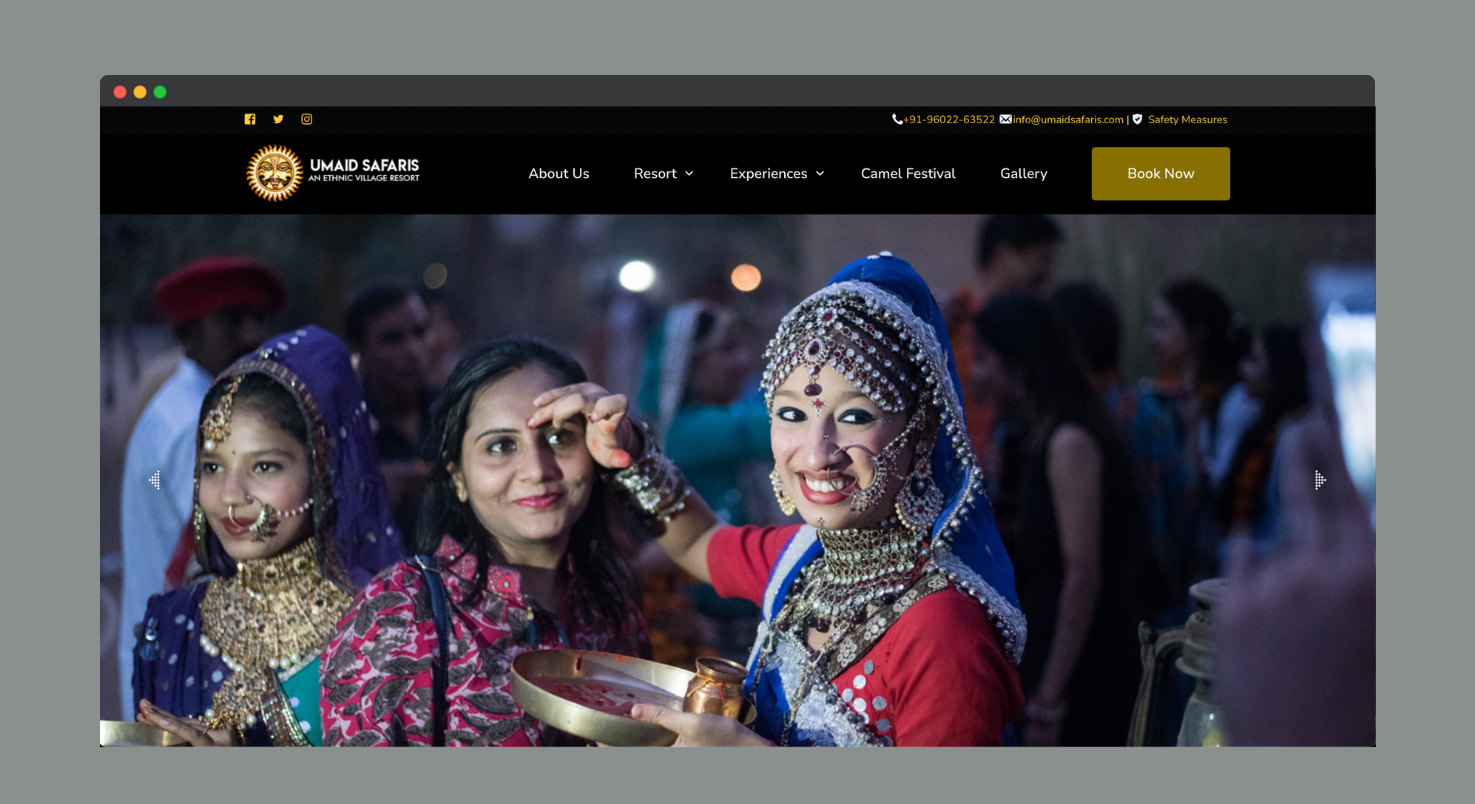 +91-96022-63522 info@umaidsafaris.com | Safety Measures
UMAID SAFARIS
AN ETHNIC VILLAGE RESORT
About Us Resort Experiences Camel Festival Gallery Book Now